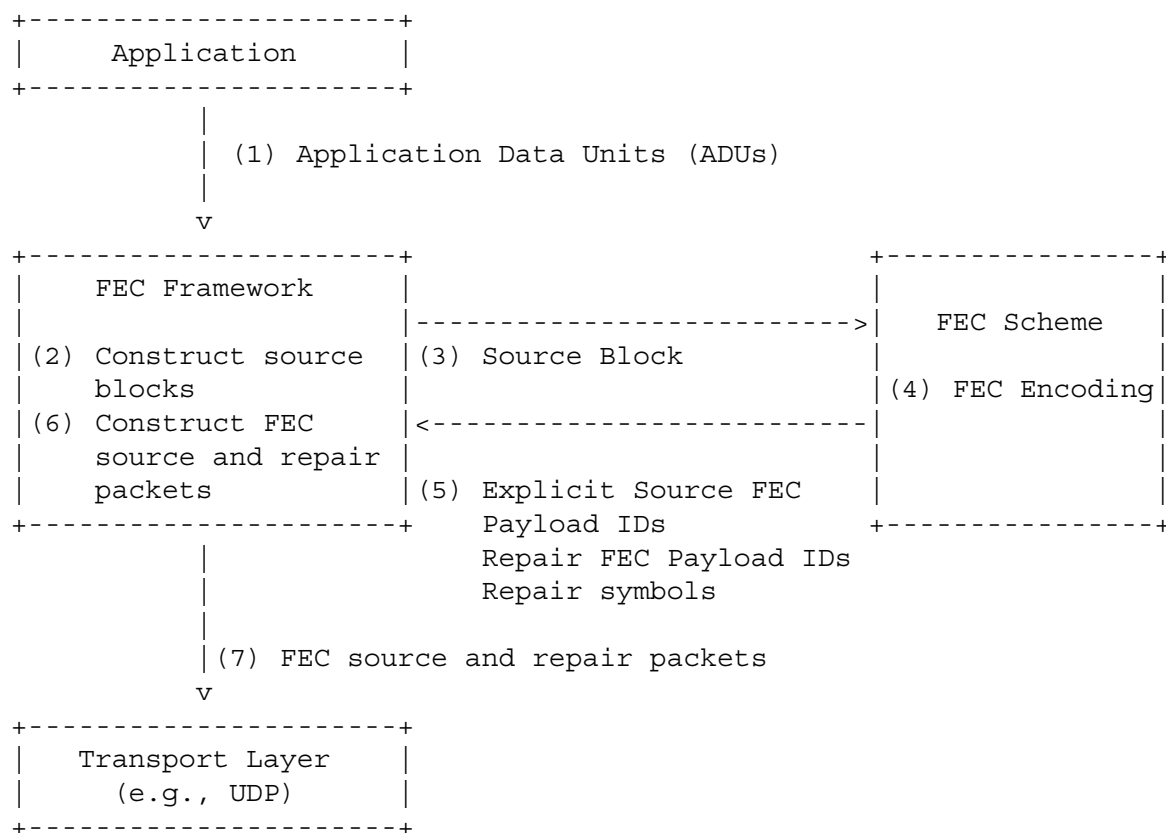 Application
(1) Application Data Units (ADUs)
FEC Framework
FEC Scheme
(2) Construct source
blocks
(3) Source Block
(4) FEC Encoding
(6) Construct FEC
source and repair
packets
(5) Explicit Source FEC
Payload IDs
Repair FEC Payload IDs
Repair symbols
(7) FEC source and repair packets
Transport Layer
(e.g., UDP)